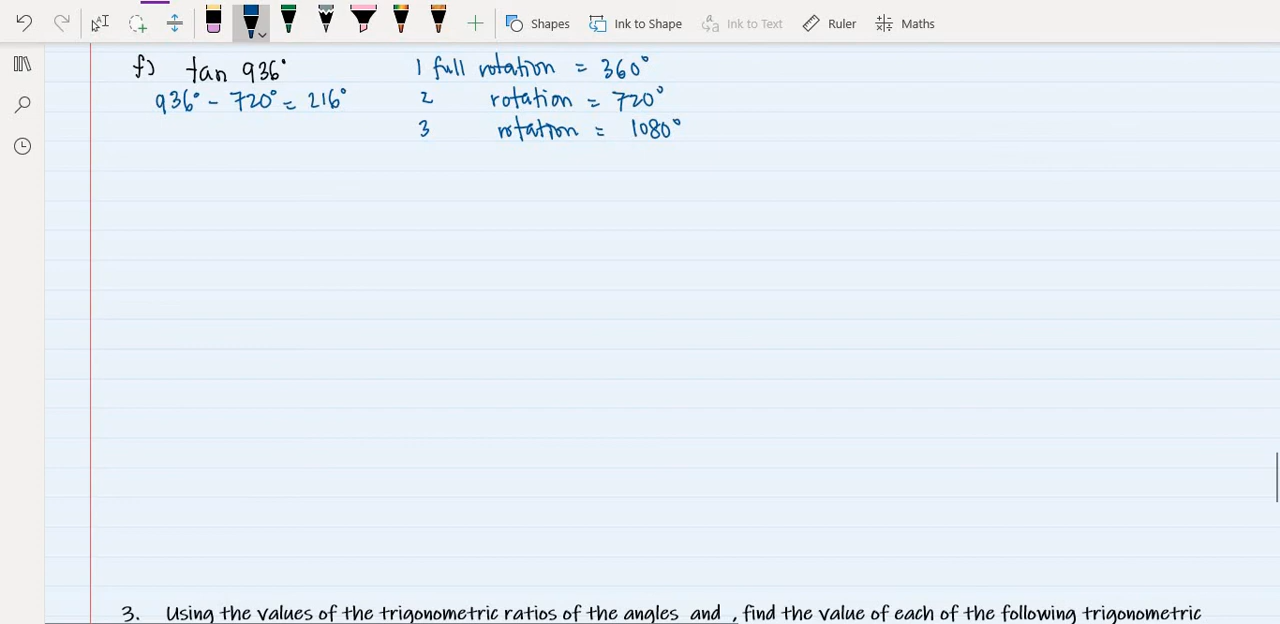 Shapes Ink to Shape Ink to Text Ruler Maths
f) tan 936° 1 full rotation = 360°
936° - 720° = 216° 2 rotation = 720°
3 rotation = 1080°
3. Using the values of the trigonometric ratios of the angles and , find the value of each of the following trigonometric